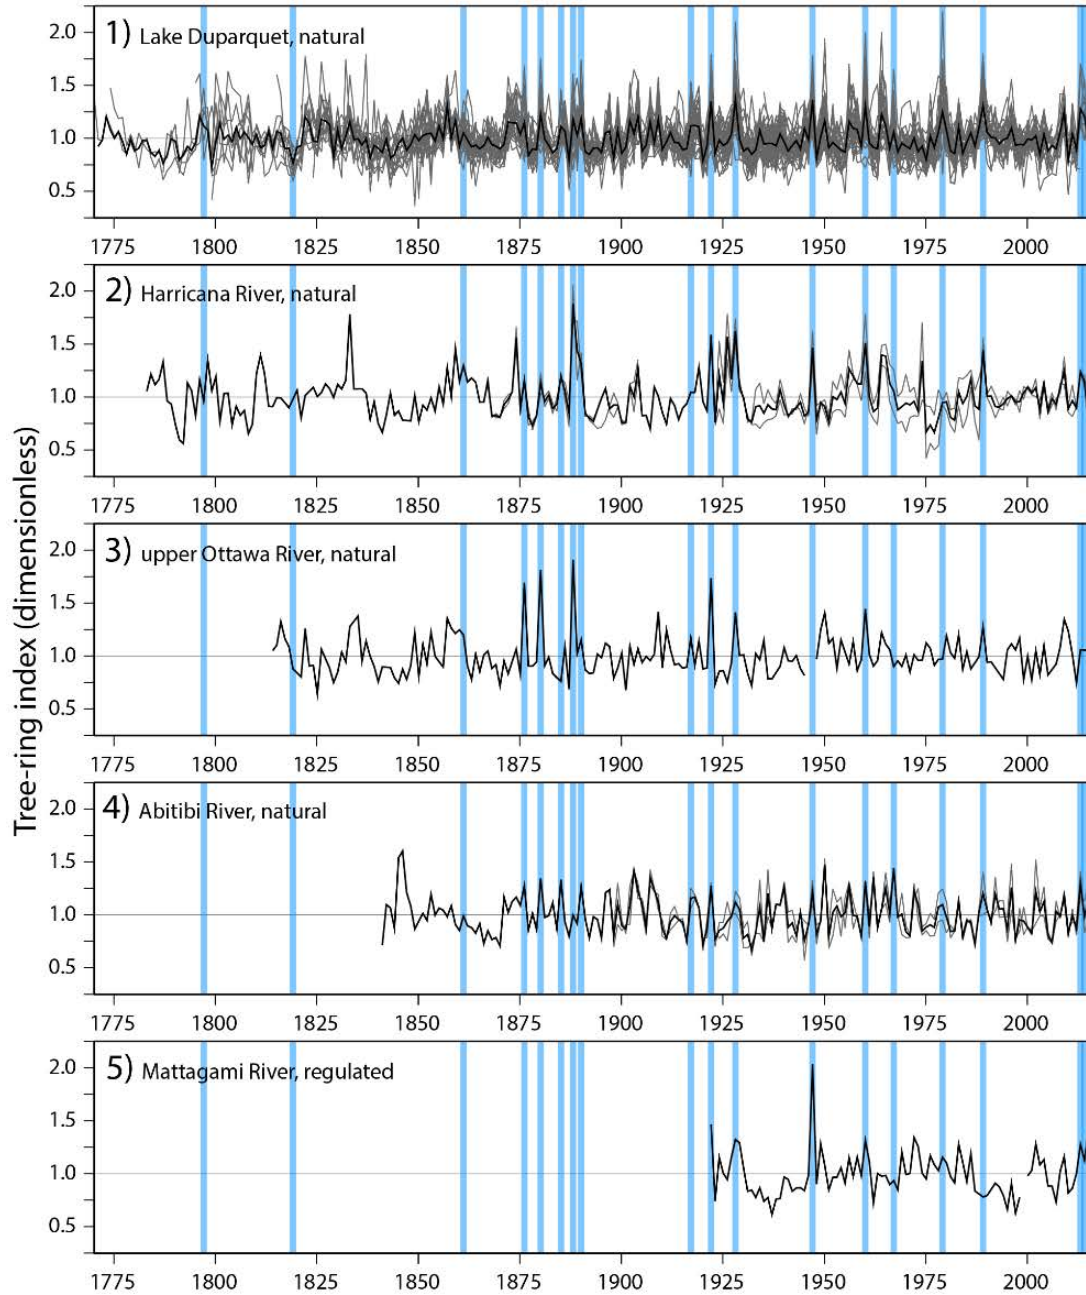 Tree-ring index (dimensionless)
1) Lake Duparquet, natural
2.0
1.5
1.0
0.5
1775 1800 1825 1850 1875 1900 1925 1950 1975 2000
2) Harricana River, natural
2.0
1.5
1.0
0.5
1775 1800 1825 1850 1875 1900 1925 1950 1975 2000
3) upper Ottawa River, natural
2.0
1.5
1.0
0.5
1775 1800 1825 1850 1875 1900 1925 1950 1975 2000
4) Abitibi River, natural
2.0
1.5
1.0
0.5
1775 1800 1825 1850 1875 1900 1925 1950 1975 2000
5) Mattagami River, regulated
2.0
1.5
1.0
0.5
1775 1800 1825 1850 1875 1900 1925 1950 1975 2000